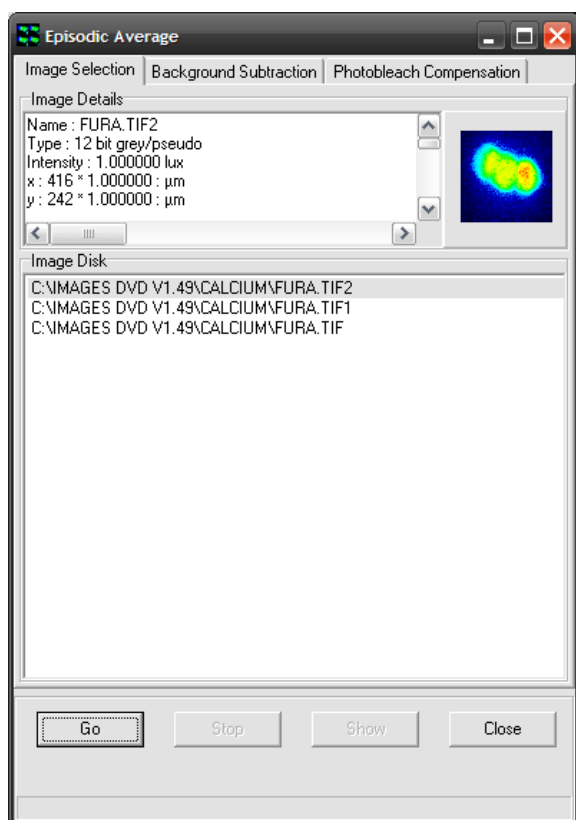 Episodic Average
Image Selection Background Subtraction Photobleach Compensation
Image Details
Name : FURA.TIF2
Type : 12 bit grey/pseudo
Intensity : 1.000000 lux
x : 416 * 1.000000 : µm
y : 242 * 1.000000 : µm
Image Disk
C:\IMAGES DVD V1.49\CALCIUM\FURA.TIF2
C:\IMAGES DVD V1.49\CALCIUM\FURA.TIF1
C:\IMAGES DVD V1.49\CALCIUM\FURA.TIF
Go Stop Show Close